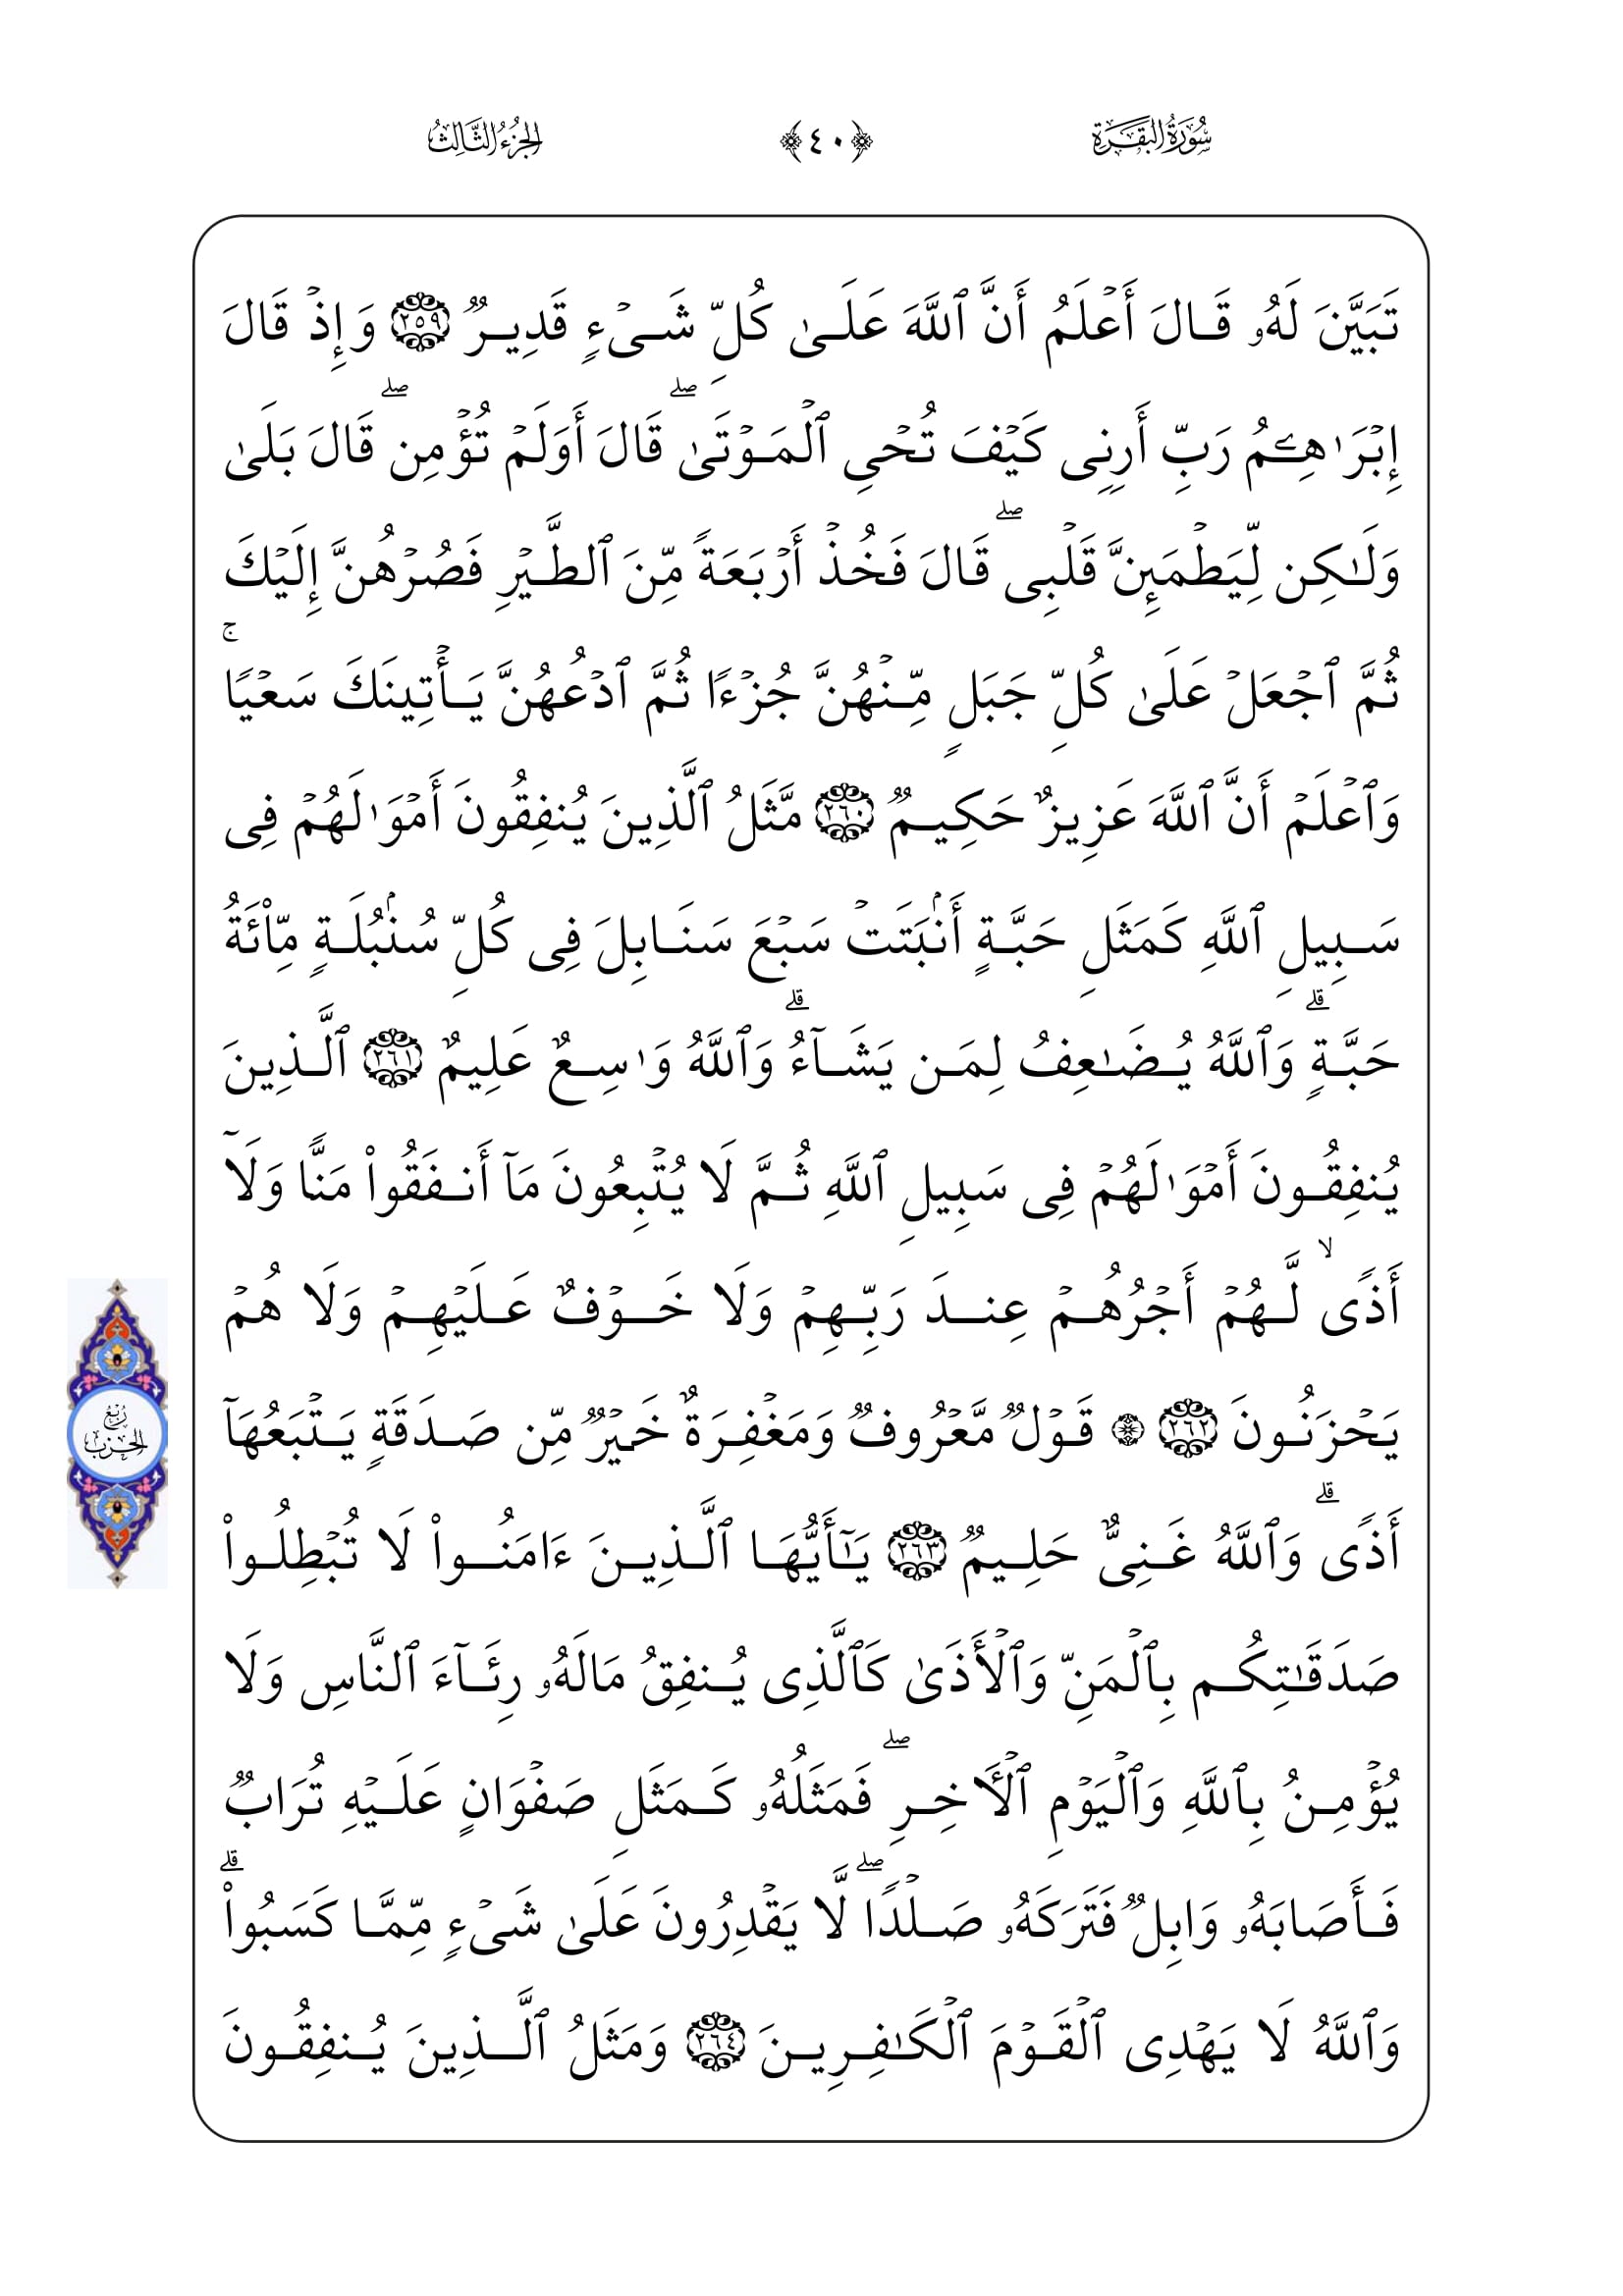 سُورَةُ البَقَرَةِ ﴿٤٠﴾ الجُزْءُ الثَّالِثُ
تَبَيَّنَ لَهُۥ قَالَ أَعۡلَمُ أَنَّ ٱللَّهَ عَلَىٰ كُلِّ شَىۡءٍ قَدِيرٌ ٢٥٩ وَإِذۡ قَالَ
إِبۡرَٰهِـۧمُ رَبِّ أَرِنِى كَيۡفَ تُحۡىِ ٱلۡمَوۡتَىٰۖ قَالَ أَوَلَمۡ تُؤۡمِنۖ قَالَ بَلَىٰ
وَلَٰكِن لِّيَطۡمَئِنَّ قَلۡبِىۖ قَالَ فَخُذۡ أَرۡبَعَةً مِّنَ ٱلطَّيۡرِ فَصُرۡهُنَّ إِلَيۡكَ
ثُمَّ ٱجۡعَلۡ عَلَىٰ كُلِّ جَبَلٍ مِّنۡهُنَّ جُزۡءًا ثُمَّ ٱدۡعُهُنَّ يَأۡتِينَكَ سَعۡيًاۚ
وَٱعۡلَمۡ أَنَّ ٱللَّهَ عَزِيزٌ حَكِيمٌ ٢٦٠ مَّثَلُ ٱلَّذِينَ يُنفِقُونَ أَمۡوَٰلَهُمۡ فِى
سَبِيلِ ٱللَّهِ كَمَثَلِ حَبَّةٍ أَنۢبَتَتۡ سَبۡعَ سَنَابِلَ فِى كُلِّ سُنۢبُلَةٍ مِّاْئَةُ
حَبَّةٍۗ وَٱللَّهُ يُضَٰعِفُ لِمَن يَشَآءُۗ وَٱللَّهُ وَٰسِعٌ عَلِيمٌ ٢٦١ ٱلَّذِينَ
يُنفِقُونَ أَمۡوَٰلَهُمۡ فِى سَبِيلِ ٱللَّهِ ثُمَّ لَا يُتۡبِعُونَ مَآ أَنفَقُواْ مَنًّا وَلَآ
أَذًىۙ لَّهُمۡ أَجۡرُهُمۡ عِندَ رَبِّهِمۡ وَلَا خَوۡفٌ عَلَيۡهِمۡ وَلَا هُمۡ
يَحۡزَنُونَ ٢٦٢ ۞ قَوۡلٌ مَّعۡرُوفٌ وَمَغۡفِرَةٌ خَيۡرٌ مِّن صَدَقَةٍ يَتۡبَعُهَآ
رُبْعُ
الحِزْب
أَذًىۗ وَٱللَّهُ غَنِىٌّ حَلِيمٌ ٢٦٣ يَٰٓأَيُّهَا ٱلَّذِينَ ءَامَنُواْ لَا تُبۡطِلُواْ
صَدَقَٰتِكُم بِٱلۡمَنِّ وَٱلۡأَذَىٰ كَٱلَّذِى يُنفِقُ مَالَهُۥ رِئَآءَ ٱلنَّاسِ وَلَا
يُؤۡمِنُ بِٱللَّهِ وَٱلۡيَوۡمِ ٱلۡأَخِرِۖ فَمَثَلُهُۥ كَمَثَلِ صَفۡوَانٍ عَلَيۡهِ تُرَابٌ
فَأَصَابَهُۥ وَابِلٌ فَتَرَكَهُۥ صَلۡدًاۖ لَّا يَقۡدِرُونَ عَلَىٰ شَىۡءٍ مِّمَّا كَسَبُواْۗ
وَٱللَّهُ لَا يَهۡدِى ٱلۡقَوۡمَ ٱلۡكَٰفِرِينَ ٢٦٤ وَمَثَلُ ٱلَّذِينَ يُنفِقُونَ